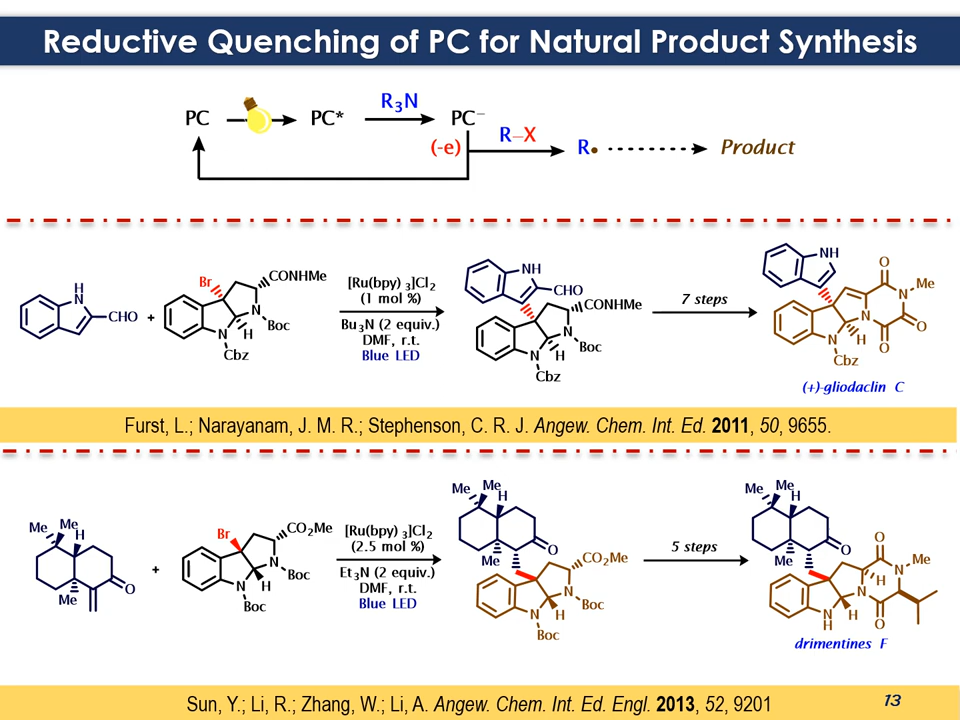 Reductive Quenching of PC for Natural Product Synthesis
PC
PC*
R3N
PC–
(-e)
R–X
R•
Product
H
N
CHO
+
Br
CONHMe
N
H
N
Boc
Cbz
[Ru(bpy) 3]Cl2
(1 mol %)
Bu3N (2 equiv.)
DMF, r.t.
Blue LED
NH
CHO
CONHMe
N
H
N
Boc
Cbz
7 steps
NH
O
N
Me
N
H
N
O
O
Cbz
(+)-gliodaclin C
Furst, L.; Narayanam, J. M. R.; Stephenson, C. R. J. Angew. Chem. Int. Ed. 2011, 50, 9655.
Me
Me
H
O
Me
+
Br
CO2Me
N
H
N
Boc
Boc
[Ru(bpy) 3]Cl2
(2.5 mol %)
Et3N (2 equiv.)
DMF, r.t.
Blue LED
Me
Me
H
Me
O
CO2Me
N
N
H
Boc
Boc
5 steps
Me
Me
H
Me
O
O
N
Me
H
N
N
H
H
O
drimentines F
Sun, Y.; Li, R.; Zhang, W.; Li, A. Angew. Chem. Int. Ed. Engl. 2013, 52, 9201
13